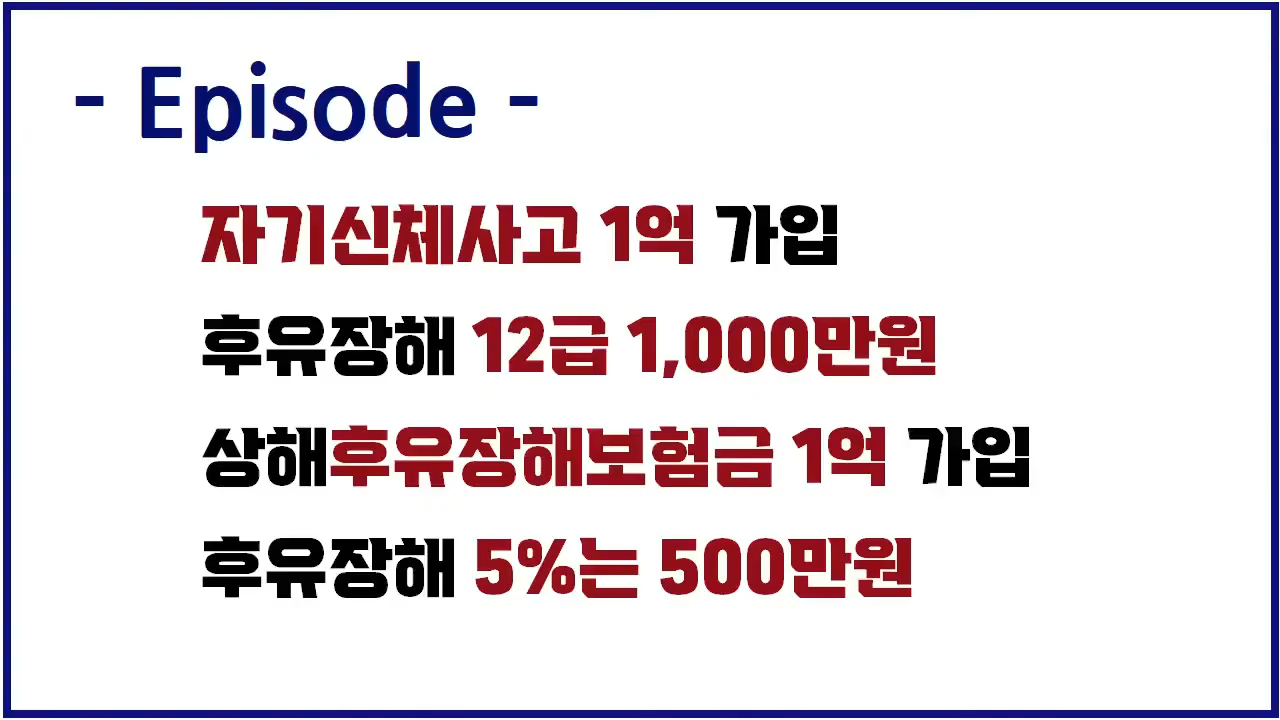 - Episode -
자기신체사고 1억 가입
후유장해 12급 1,000만원
상해후유장해보험금 1억 가입
후유장해 5%는 500만원